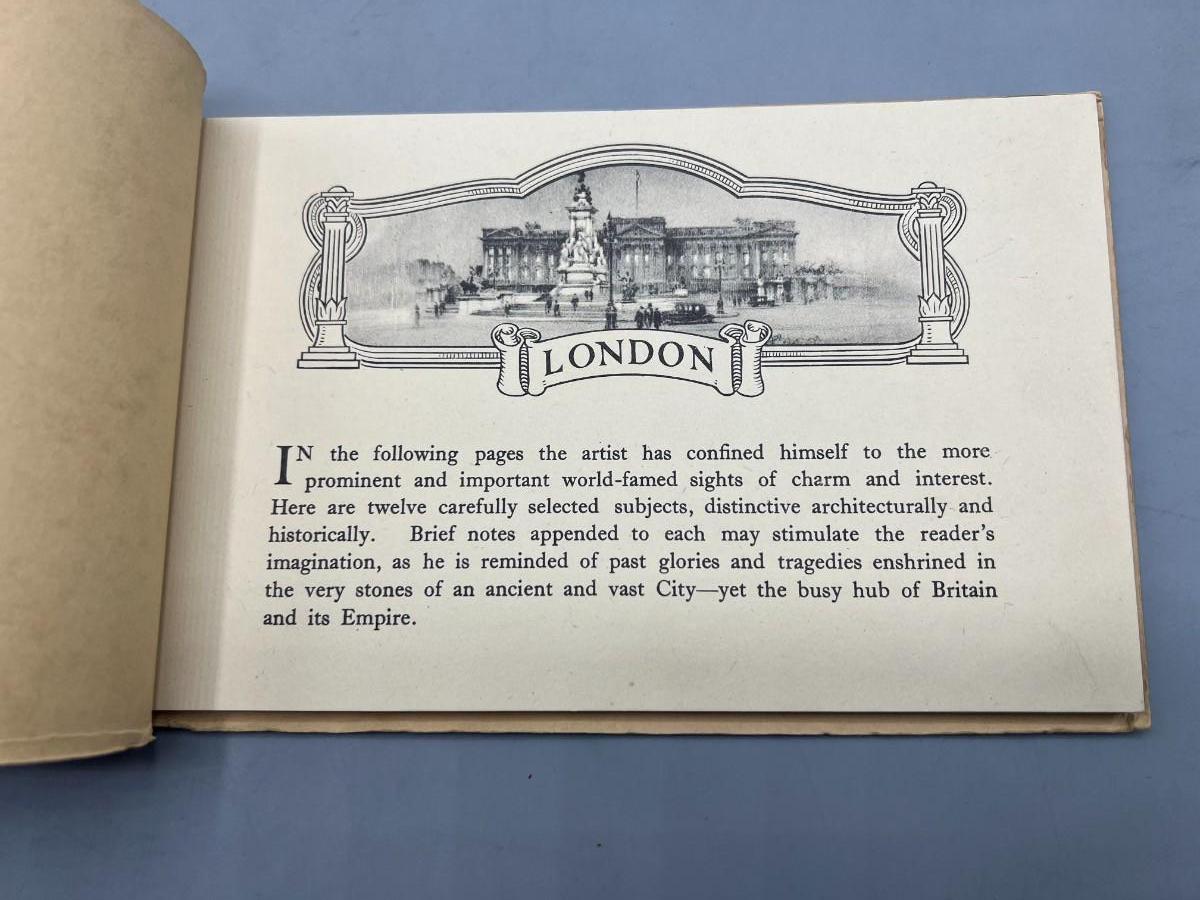 LONDON
IN the following pages the artist has confined himself to the more
prominent and important world-famed sights of charm and interest.
Here are twelve carefully selected subjects, distinctive architecturally and
historically. Brief notes appended to each may stimulate the reader's
imagination, as he is reminded of past glories and tragedies enshrined in
the very stones of an ancient and vast City—yet the busy hub of Britain
and its Empire.